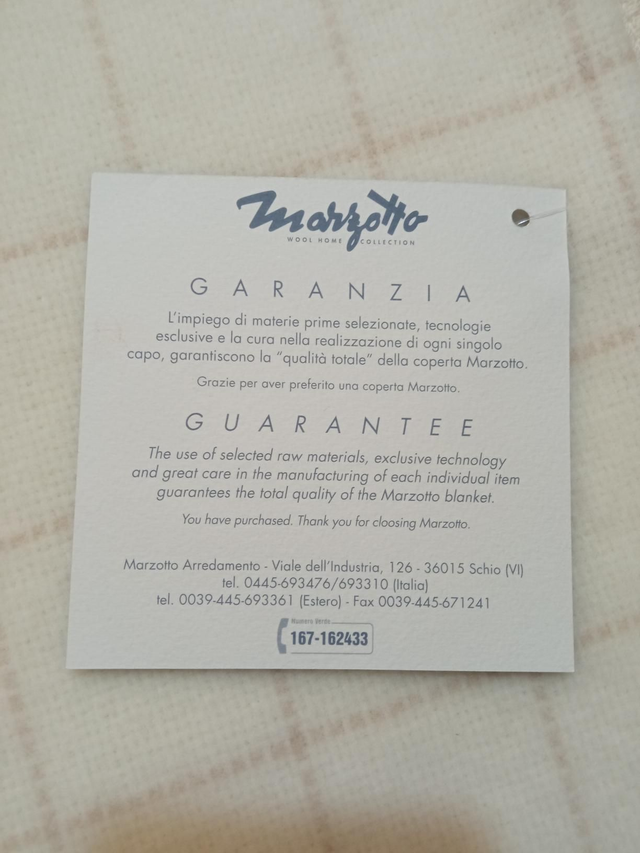 Marzotto
WOOL HOME COLLECTION
GARANZIA
L'impiego di materie prime selezionate, tecnologie
esclusive e la cura nella realizzazione di ogni singolo
capo, garantiscono la "qualità totale" della coperta Marzotto.
Grazie per aver preferito una coperta Marzotto.
GUARANTEE
The use of selected raw materials, exclusive technology
and great care in the manufacturing of each individual item
guarantees the total quality of the Marzotto blanket.
You have purchased. Thank you for cloosing Marzotto.
Marzotto Arredamento - Viale dell'Industria, 126 - 36015 Schio (VI)
tel. 0445-693476/693310 (Italia)
tel. 0039-445-693361 (Estero) - Fax 0039-445-671241
Numero Verde
167-162433